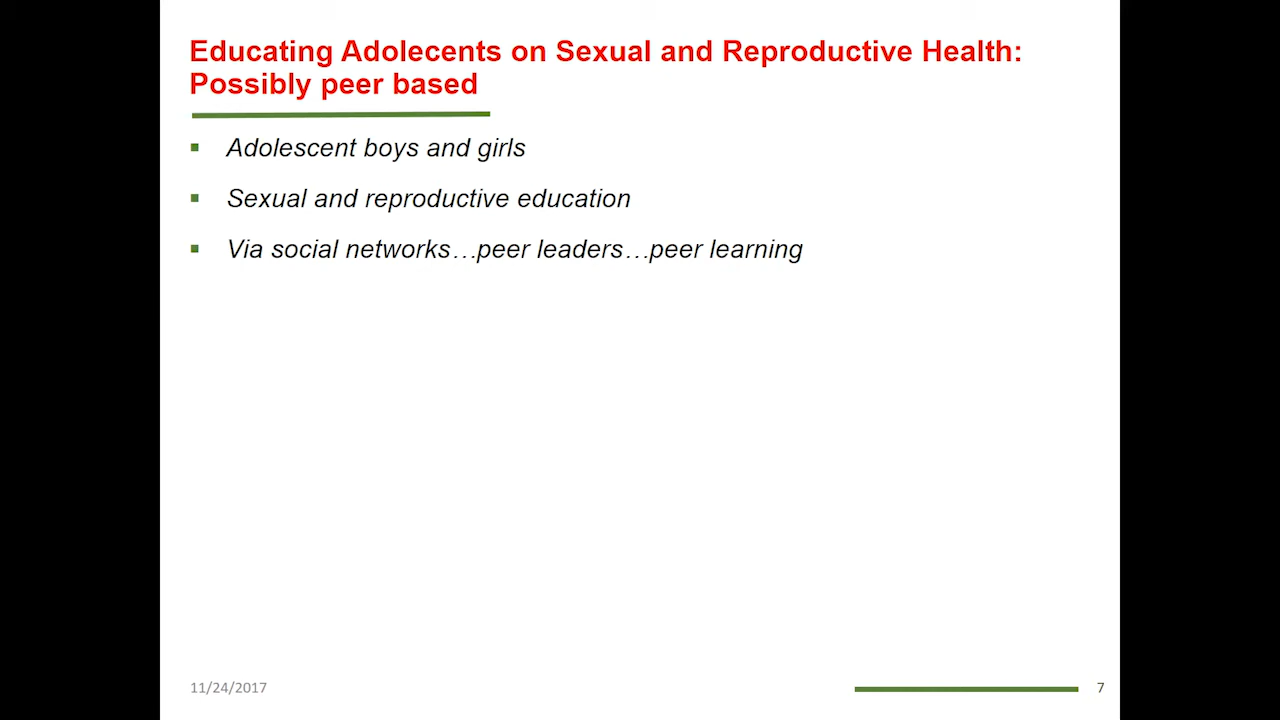 Educating Adolecents on Sexual and Reproductive Health:
Possibly peer based
Adolescent boys and girls
Sexual and reproductive education
Via social networks…peer leaders…peer learning
11/24/2017
7